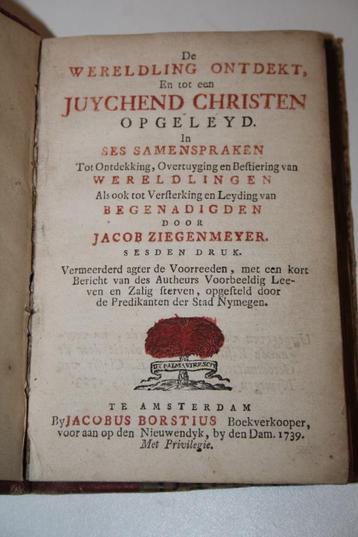 De
WERELDLING ONTDEKT,
En tot een
JUYCHEND CHRISTEN
OPGELEYD.
In
SES SAMENSPRAKEN
Tot Ontdekking, Overtuyging en Bestiering van
WERELDLINGEN
Als ook tot Versterking en Leyding van
BEGENADIGDEN
DOOR
JACOB ZIEGENMEYER.
SESDEN DRUK.
Vermeerderd agter de Voorreeden, met een kort
Bericht van des Autheurs Voorbeeldig Lee-
ven en Zalig sterven, opgesteld door
de Predikanten der Stad Nymegen.
TE AMSTERDAM
By JACOBUS BORSTIUS Boekverkooper,
voor aan op den Nieuwendyk, by den Dam. 1739.
Met Privilegie.